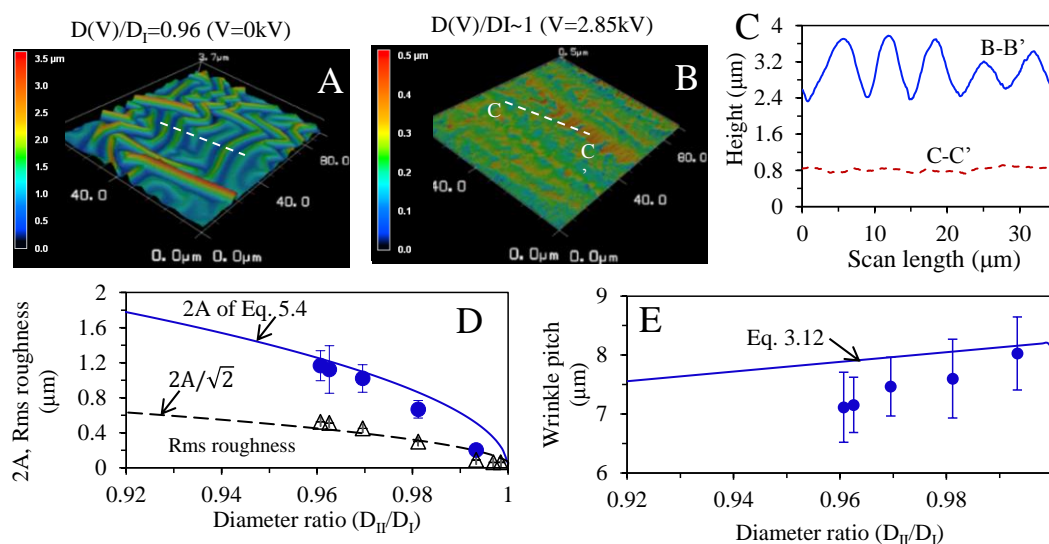 D(V)/D_I=0.96 (V=0kV)
D(V)/DI~1 (V=2.85kV)
A
3.5 µm
3.0
2.5
2.0
1.5
1.0
0.5
0.0
3.7µm
80.0
40.0
40.0
0.0µm 0.0µm
B
0.5 µm
0.4
0.3
0.2
0.1
0.0
0.5µm
C
C
’
60.0
40.0
40.0
0.0µm 0.0µm
C
Height (µm)
4
3.2
2.4
1.6
0.8
0
B-B’
C-C’
0 10 20 30
Scan length (µm)
D
2A, Rms roughness
(µm)
2
1.6
1.2
0.8
0.4
0
2A of Eq. 5.4
2A/√2
Rms roughness
0.92 0.94 0.96 0.98 1
Diameter ratio (D_II/D_I)
E
Wrinkle pitch
(µm)
9
8
7
6
Eq. 3.12
0.92 0.94 0.96 0.98
Diameter ratio (D_II/D_I)